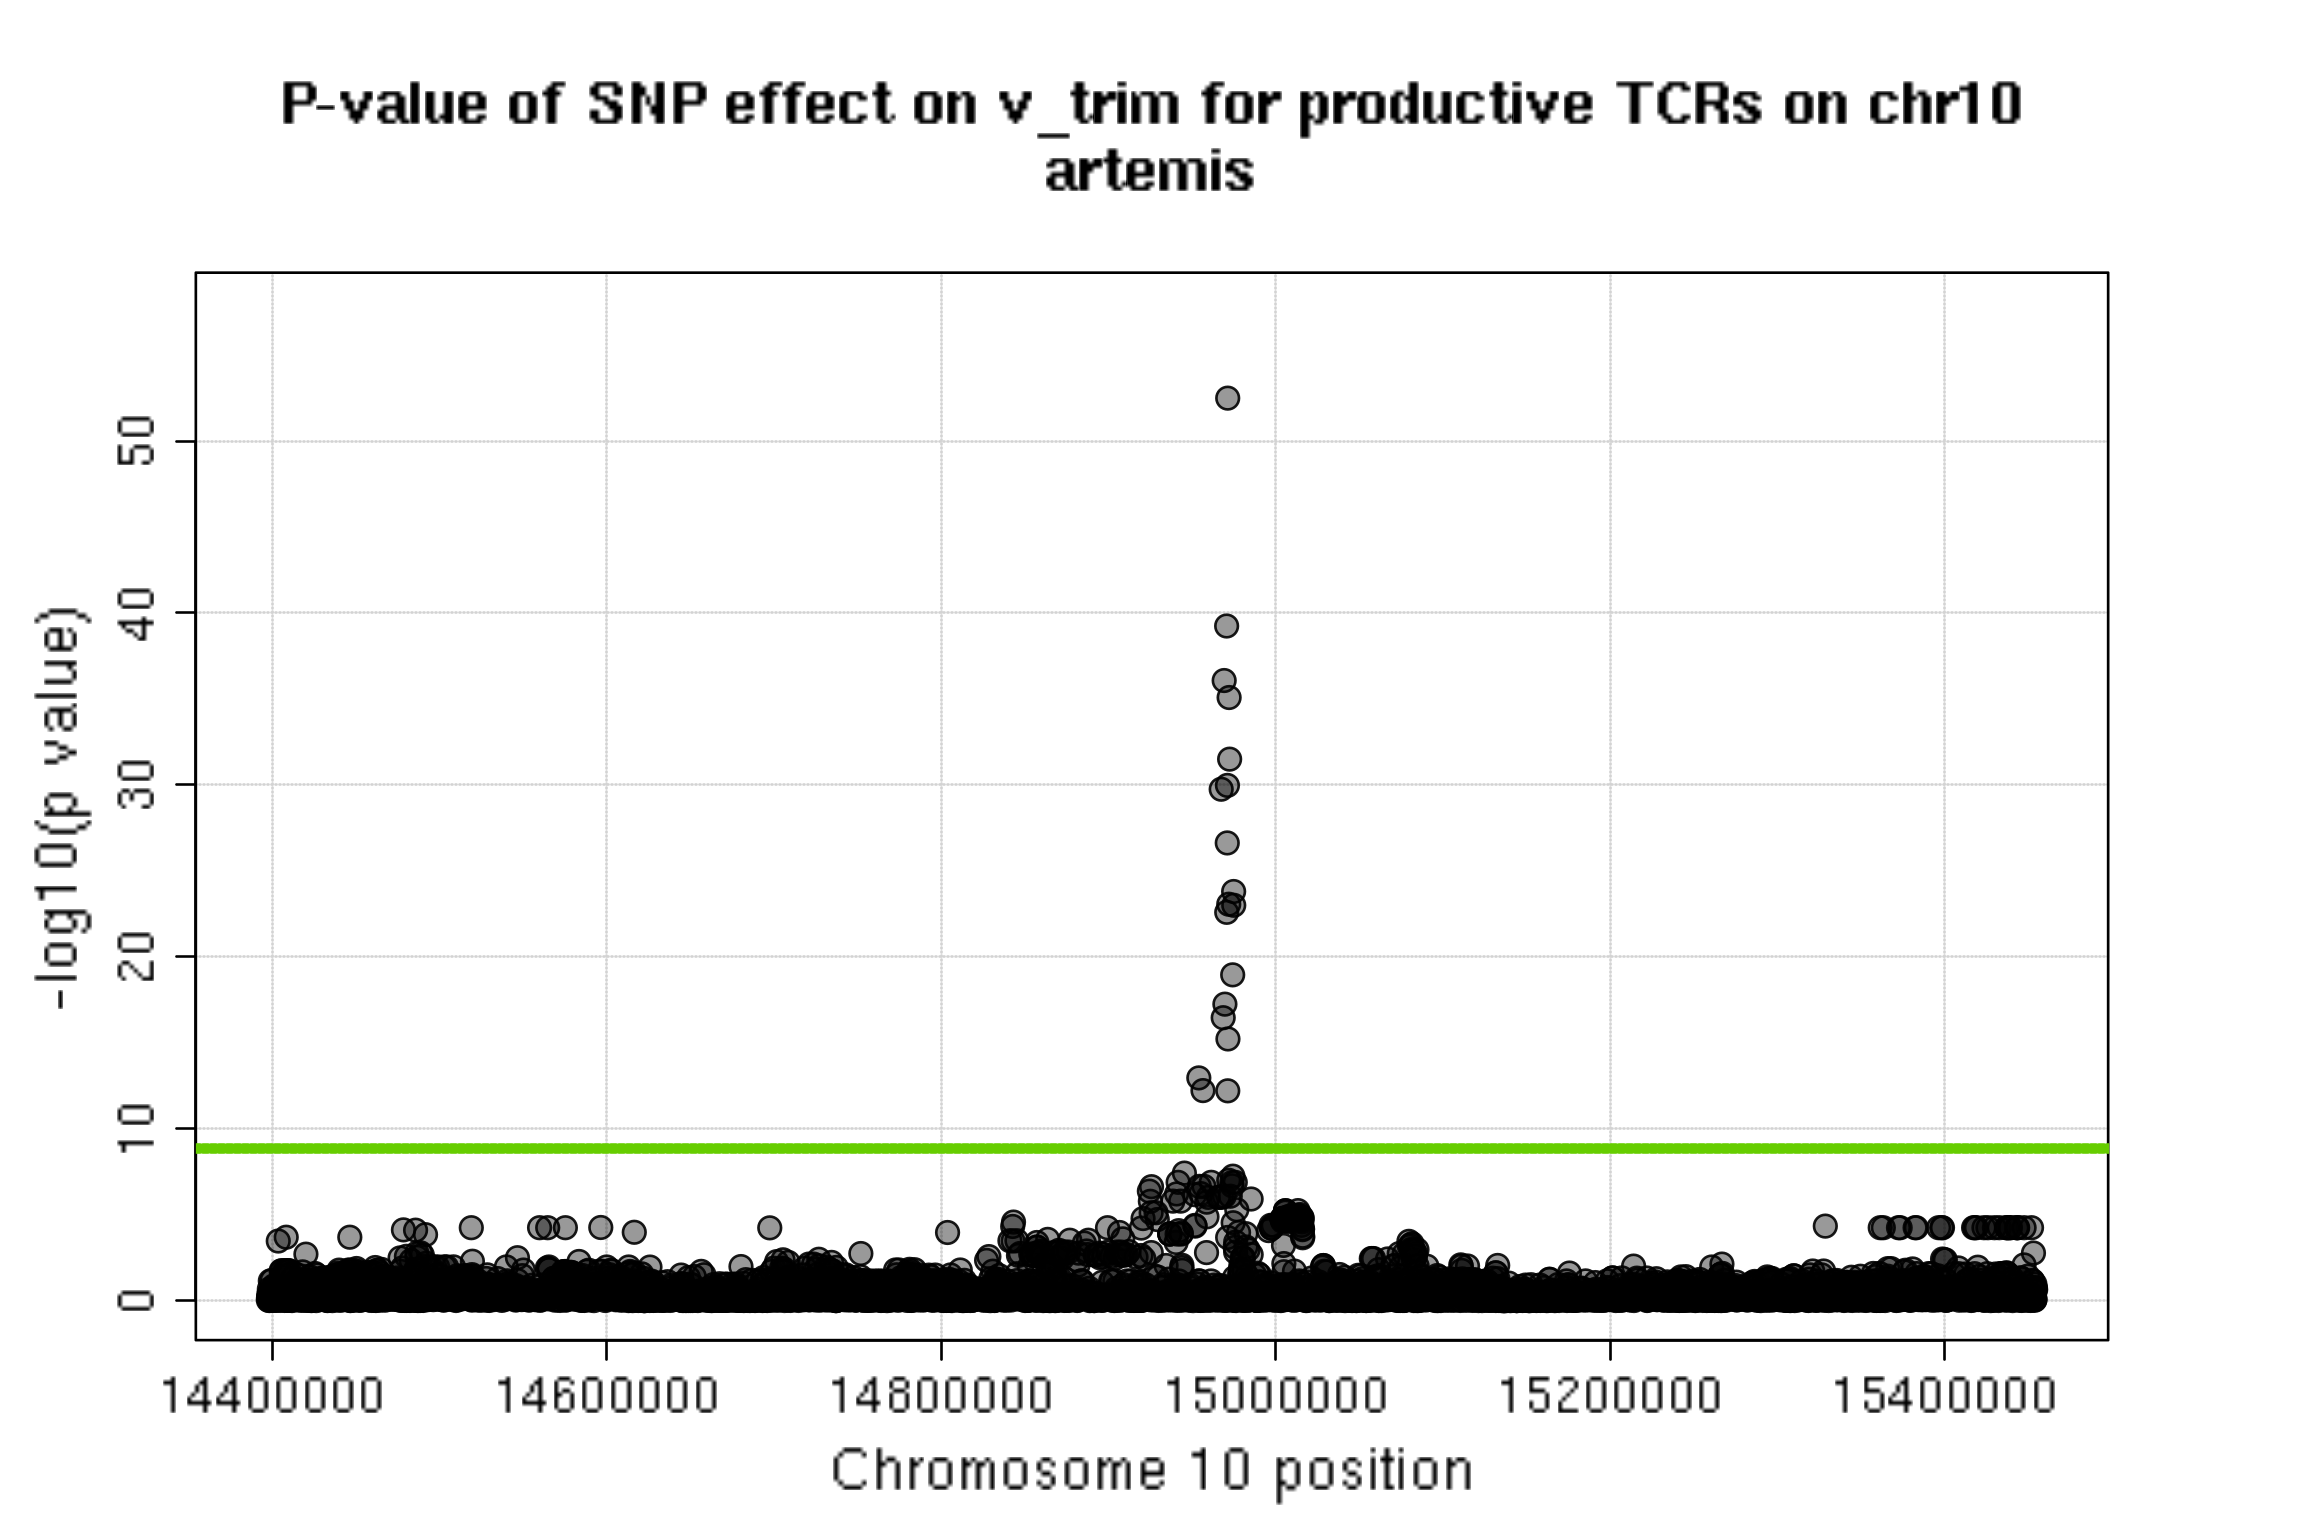 P-value of SNP effect on v_trim for productive TCRs on chr10
artemis
-log10(p value)
50
40
30
20
10
0
14400000 14600000 14800000 15000000 15200000 15400000
Chromosome 10 position